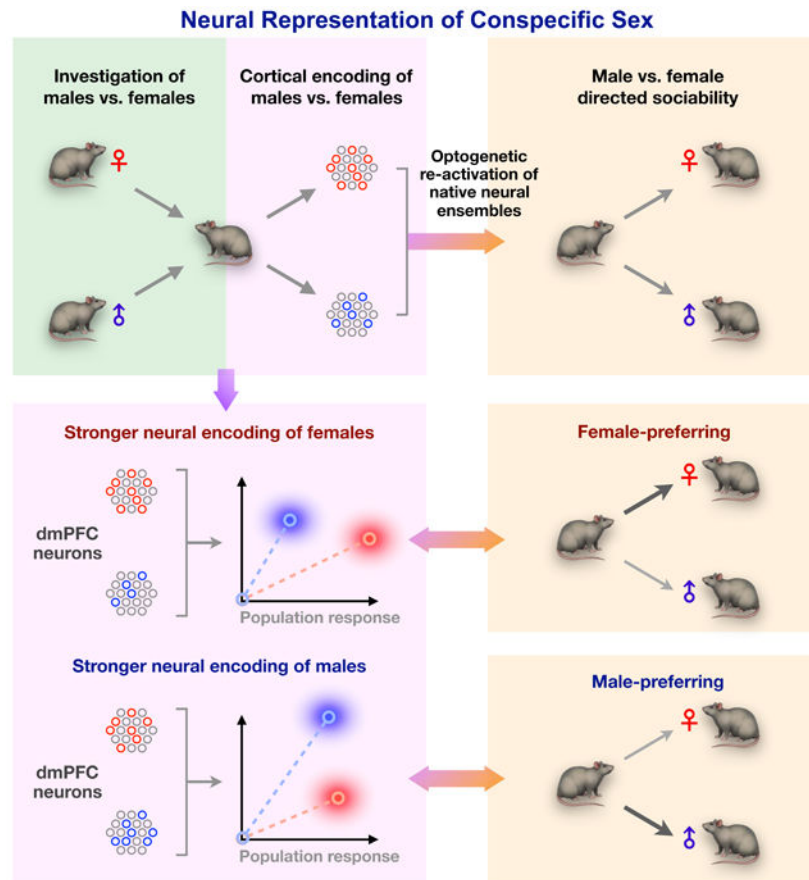 Neural Representation of Conspecific Sex
Investigation of
males vs. females
Cortical encoding of
males vs. females
Male vs. female
directed sociability
♀
♂
Optogenetic
re-activation of
native neural
ensembles
♀
♂
Stronger neural encoding of females
dmPFC
neurons
Population response
Female-preferring
♀
♂
Stronger neural encoding of males
dmPFC
neurons
Population response
Male-preferring
♀
♂